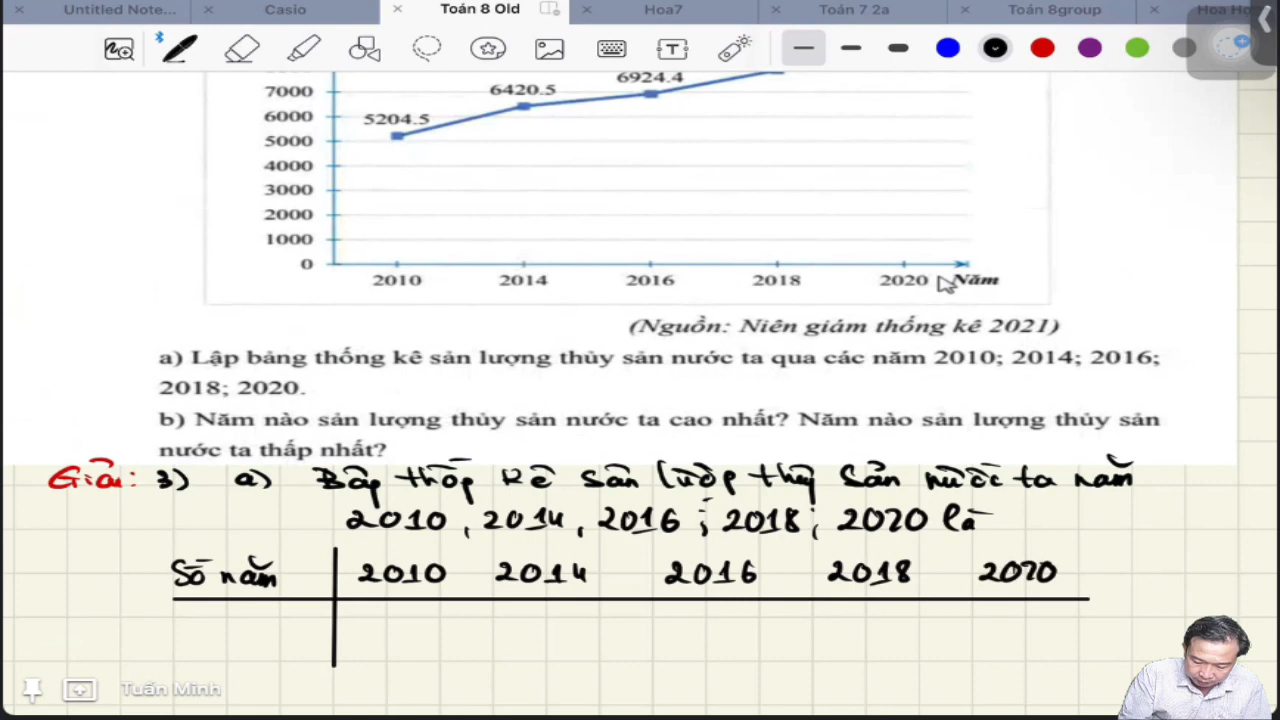 Untitled Note... Casio Toán 8 Old Hoa7 Toán 7 2a Toán 8group
7000
6000
5000
4000
3000
2000
1000
0
5204.5 6420.5 6924.4
2010 2014 2016 2018 2020 Năm
(Nguồn: Niên giám thống kê 2021)
a) Lập bảng thống kê sản lượng thủy sản nước ta qua các năm 2010; 2014; 2016;
2018; 2020.
b) Năm nào sản lượng thủy sản nước ta cao nhất? Năm nào sản lượng thủy sản
nước ta thấp nhất?
Giải: 3) a) Bảng thống kê sản lượng thủy sản nước ta năm
2010, 2014, 2016; 2018; 2020 là
Số năm 2010 2014 2016 2018 2020
Tuấn Minh